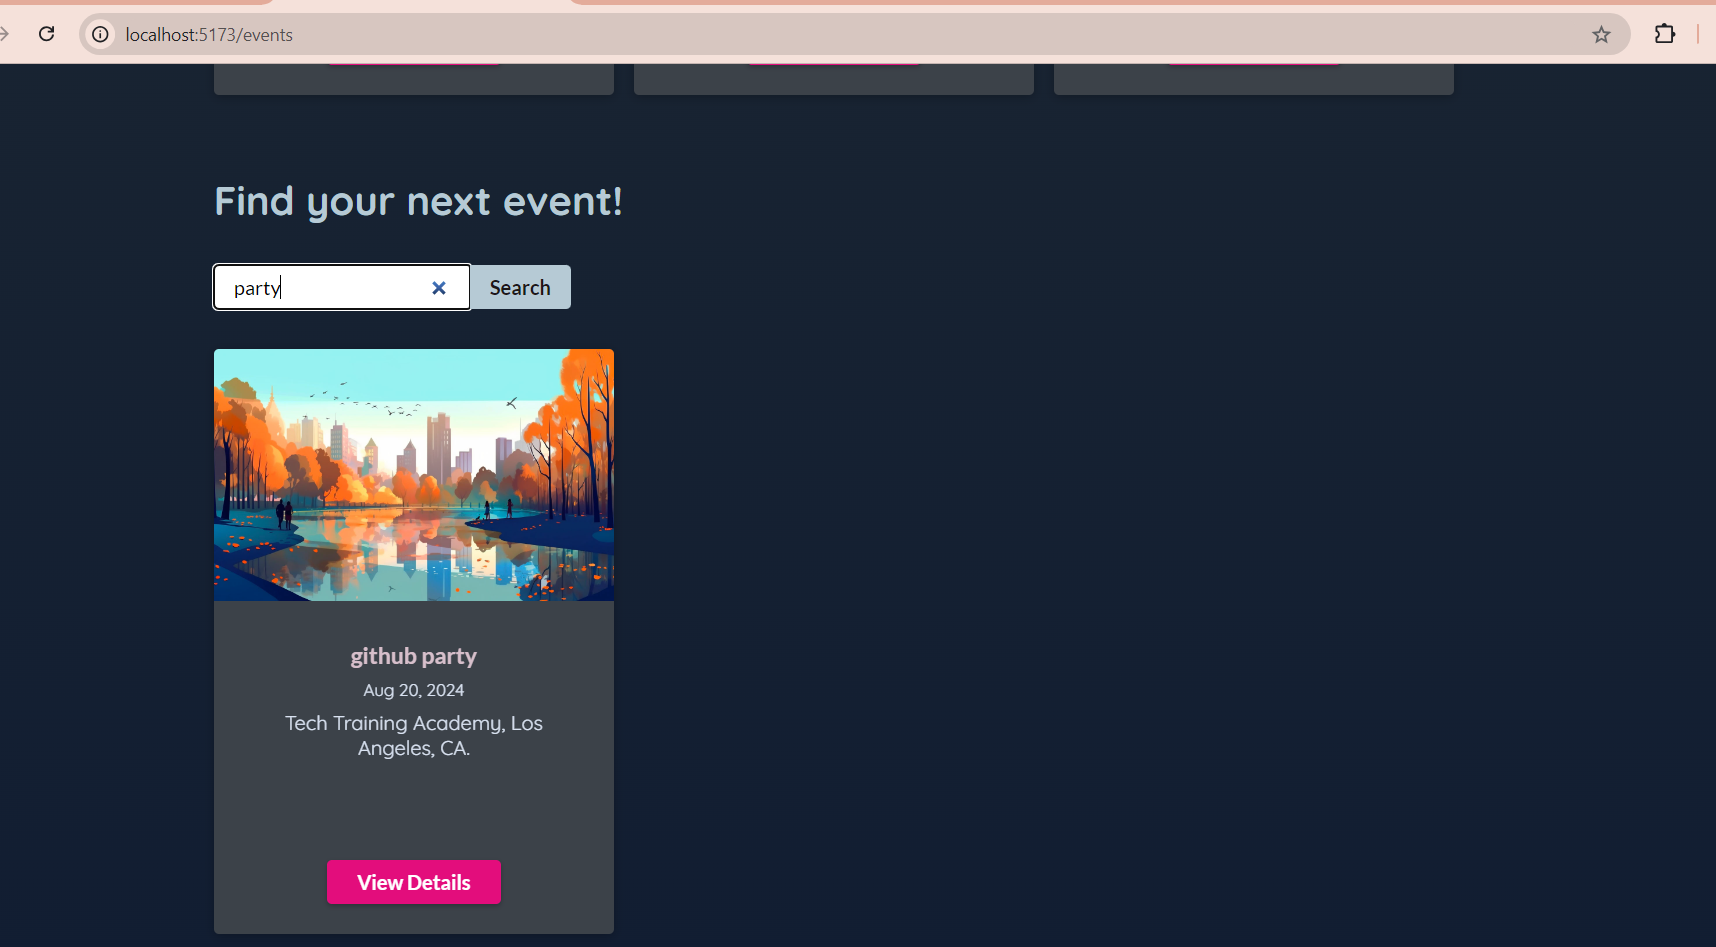 localhost:5173/events
Find your next event!
party
Search
github party
Aug 20, 2024
Tech Training Academy, Los
Angeles, CA.
View Details